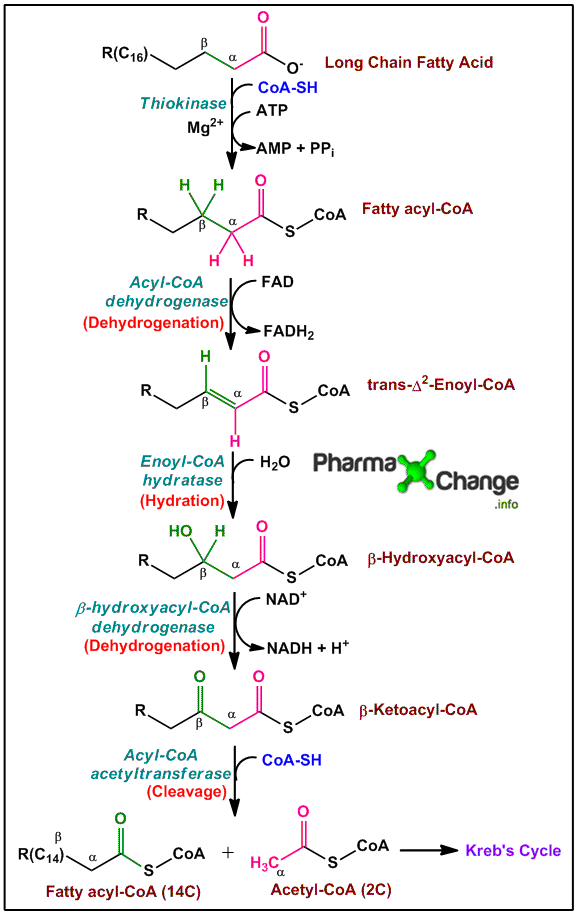 O
β
R(C16)
α
O-
Long Chain Fatty Acid
CoA-SH
Thiokinase
ATP
Mg2+
AMP + PPi
H H
O
R
β
α
S
CoA
Fatty acyl-CoA
H H
Acyl-CoA
dehydrogenase
(Dehydrogenation)
FAD
FADH2
H
O
R
β
α
S
CoA
trans-Δ2-Enoyl-CoA
H
Enoyl-CoA
hydratase
(Hydration)
H2O
Pharma
Change
.info
HO H
O
R
β
α
S
CoA
β-Hydroxyacyl-CoA
β-hydroxyacyl-CoA
dehydrogenase
(Dehydrogenation)
NAD+
NADH + H+
O O
R
β
α
S
CoA
β-Ketoacyl-CoA
Acyl-CoA
acetyltransferase
(Cleavage)
CoA-SH
O
β
R(C14)
α
S
CoA
Fatty acyl-CoA (14C)
+
O
H3C
α
S
CoA
Acetyl-CoA (2C)
Kreb's Cycle